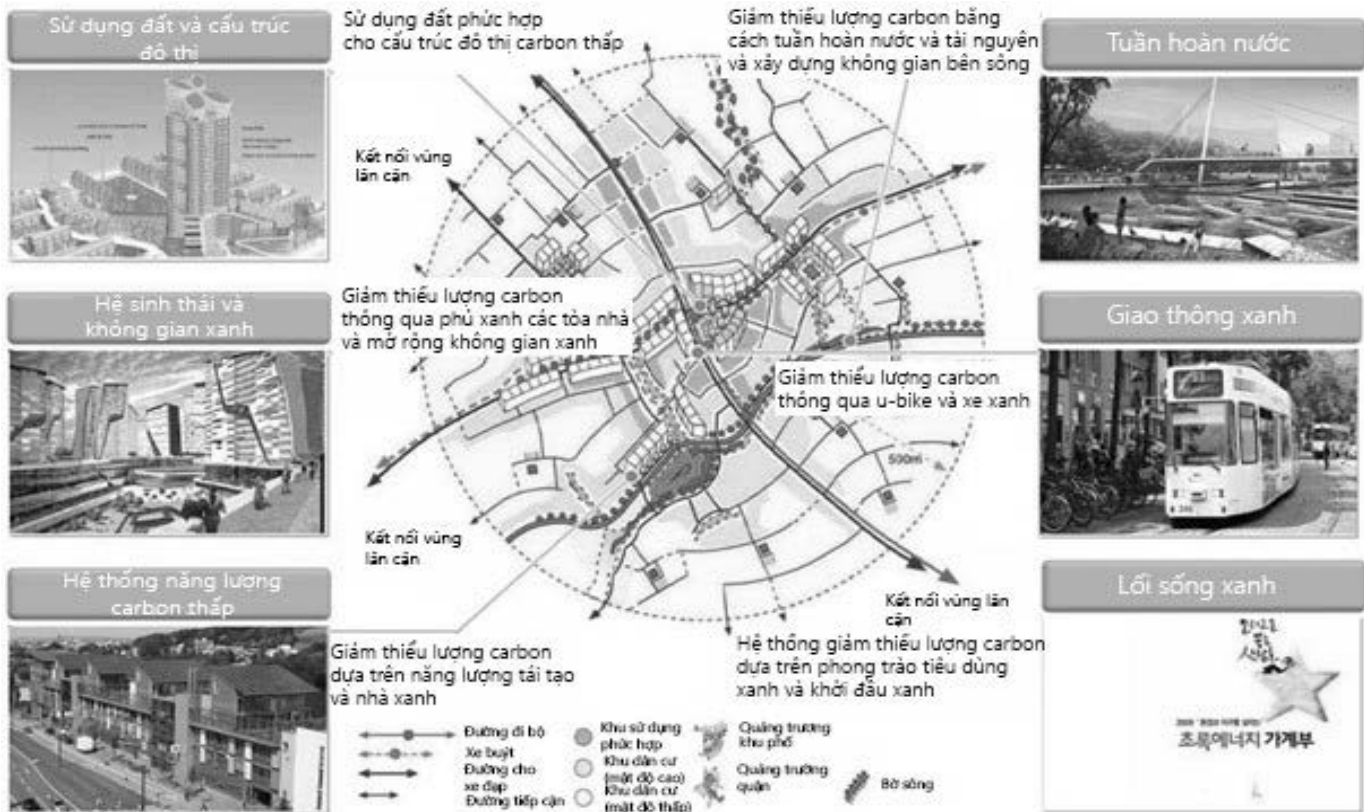 Sử dụng đất và cấu trúc
đô thị
Sử dụng đất phức hợp
cho cấu trúc đô thị carbon thấp
Giảm thiểu lượng carbon bằng
cách tuần hoàn nước và tài nguyên
và xây dựng không gian bên sông
Tuần hoàn nước
Kết nối vùng
lân cận
Hệ sinh thái và
không gian xanh
Giảm thiểu lượng carbon
thống qua phủ xanh các tòa nhà
và mở rộng không gian xanh
Giao thông xanh
Giảm thiểu lượng carbon
thống qua u-bike và xe xanh
500m
Kết nối vùng
lân cận
Hệ thống năng lượng
carbon thấp
Kết nối vùng lân
cận
Lối sống xanh
Giảm thiểu lượng carbon
dựa trên năng lượng tái tạo
và nhà xanh
Hệ thống giảm thiểu lượng carbon
dựa trên phong trào tiêu dùng
xanh và khởi đầu xanh
초록에너지 가계부
Đường đi bộ
Xe buýt
Đường cho
xe đạp
Đường tiếp cận
Khu sử dụng
phức hợp
Khu dân cư
(mật độ cao)
Khu dân cư
(mật độ thấp)
Quảng trương
khu phố
Quảng trường
quận
Bờ sông